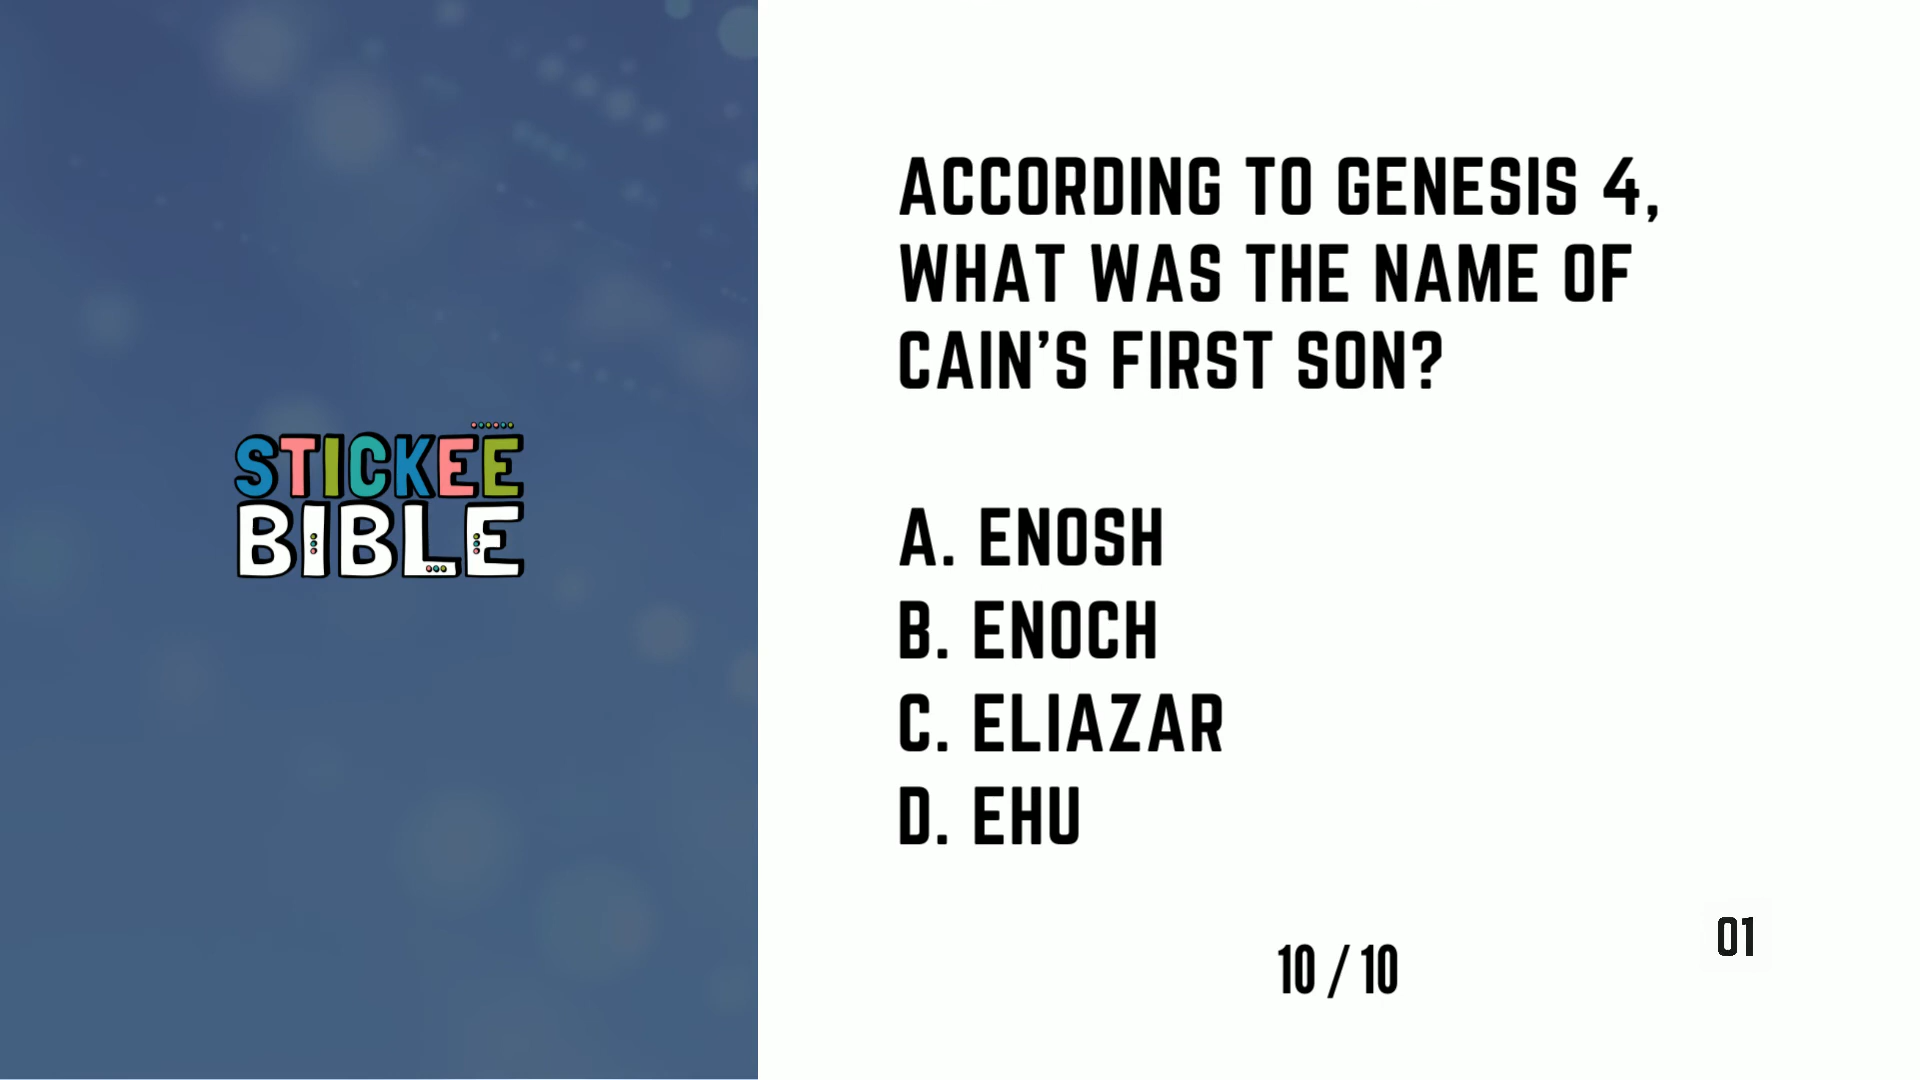 STICKEE
BIBLE
ACCORDING TO GENESIS 4,
WHAT WAS THE NAME OF
CAIN'S FIRST SON?
A. ENOSH
B. ENOCH
C. ELIAZAR
D. EHU
01
10 / 10